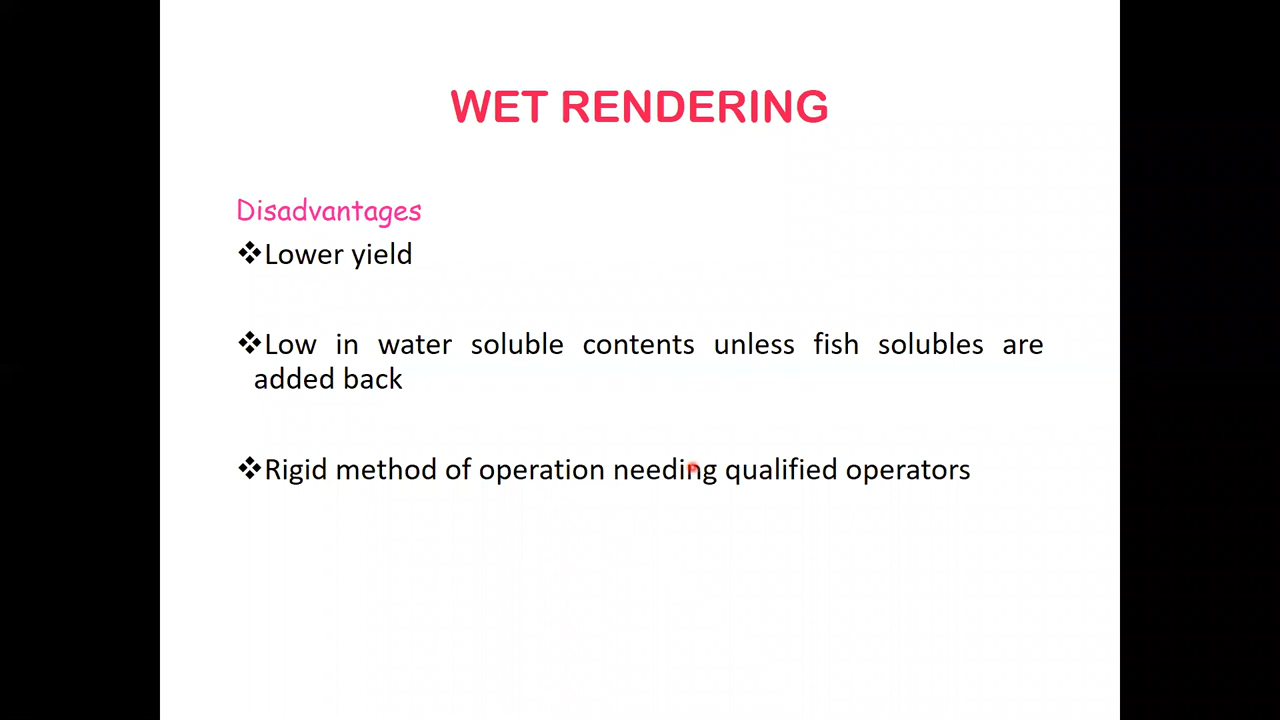 WET RENDERING
Disadvantages
❖Lower yield
❖Low in water soluble contents unless fish solubles are
added back
❖Rigid method of operation needing qualified operators